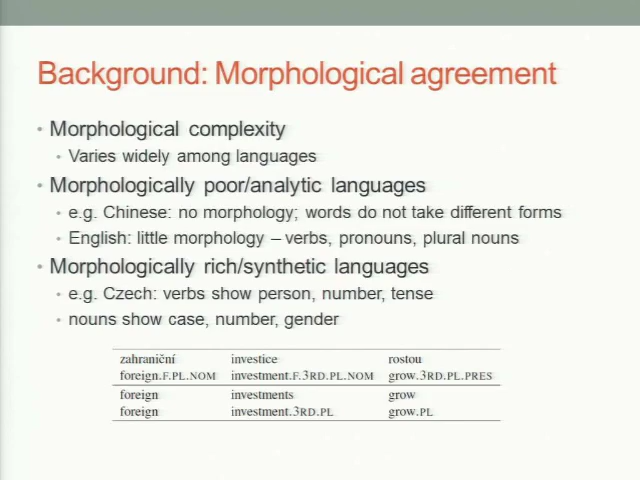 Background: Morphological agreement
• Morphological complexity
• Varies widely among languages
• Morphologically poor/analytic languages
• e.g. Chinese: no morphology; words do not take different forms
• English: little morphology – verbs, pronouns, plural nouns
• Morphologically rich/synthetic languages
• e.g. Czech: verbs show person, number, tense
• nouns show case, number, gender
zahraniční investice rostou
foreign.F.PL.NOM investment.F.3RD.PL.NOM grow.3RD.PL.PRES
foreign investments grow
foreign investment.3RD.PL grow.PL